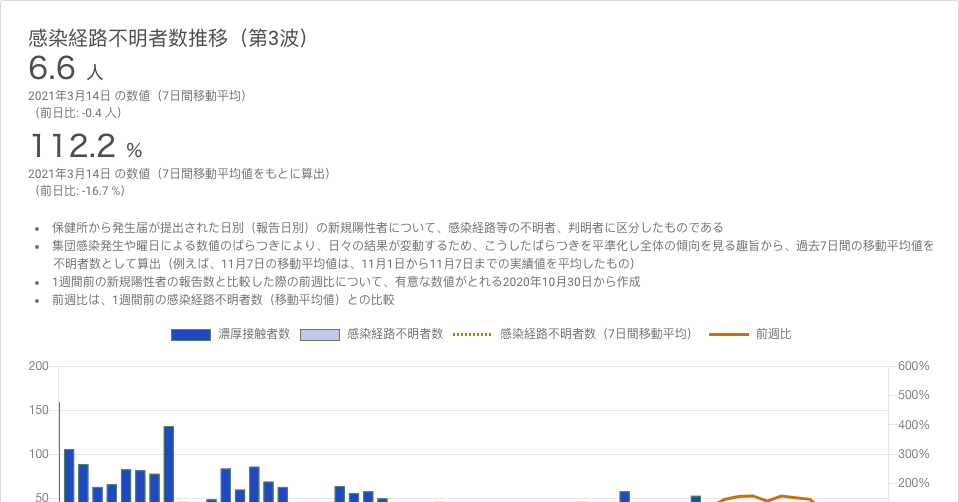 感染経路不明者数推移（第3波）
6.6 人
2021年3月14日 の数値（7日間移動平均）
（前日比: -0.4 人）
112.2 %
2021年3月14日 の数値（7日間移動平均値をもとに算出）
（前日比: -16.7 %）
• 保健所から発生届が提出された日別（報告日別）の新規陽性者について、感染経路等の不明者、判明者に区分したものである
• 集団感染発生や曜日による数値のばらつきにより、日々の結果が変動するため、こうしたばらつきを平準化し全体の傾向を見る趣旨から、過去7日間の移動平均値を
不明者数として算出（例えば、11月7日の移動平均値は、11月1日から11月7日までの実績値を平均したもの）
• 1週間前の新規陽性者の報告数と比較した際の前週比について、有意な数値がとれる2020年10月30日から作成
• 前週比は、1週間前の感染経路不明者数（移動平均値）との比較
濃厚接触者数 感染経路不明者数 感染経路不明者数（7日間移動平均） 前週比
200 600%
500%
150 400%
100 300%
50 200%